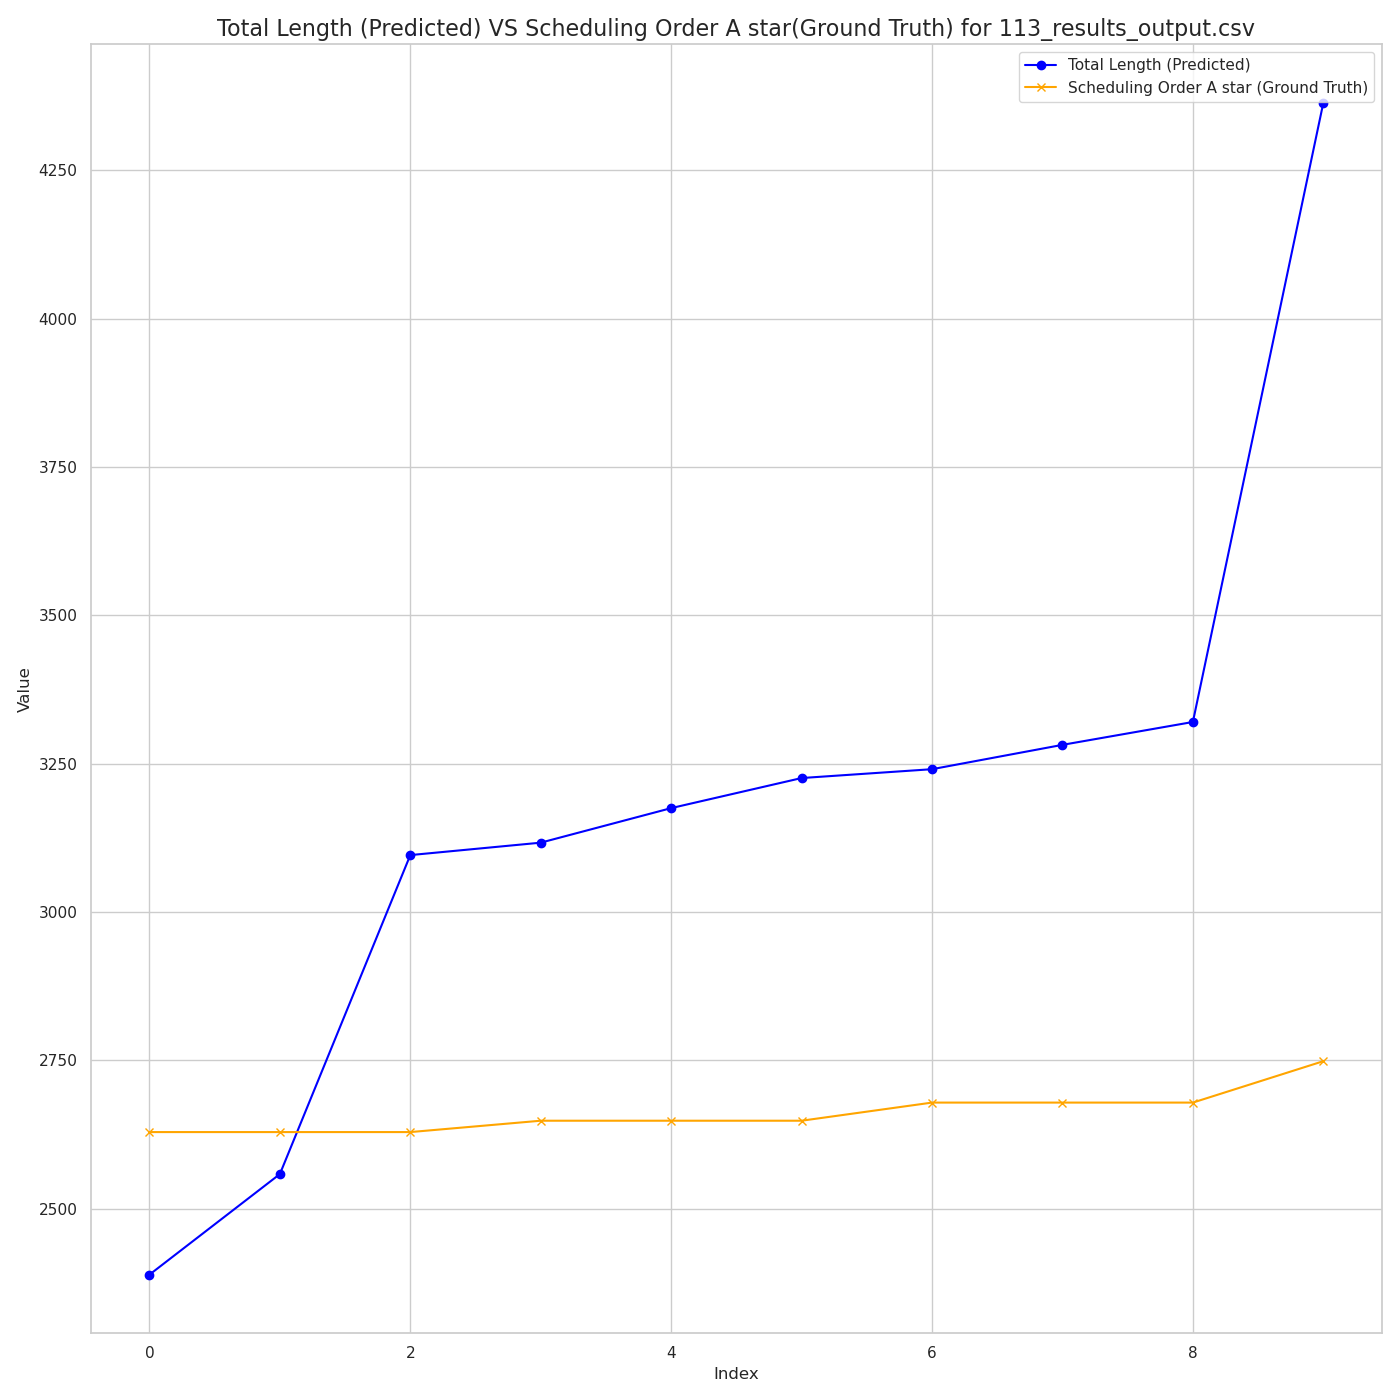 Total Length (Predicted) VS Scheduling Order A star(Ground Truth) for 113_results_output.csv
Total Length (Predicted)
Scheduling Order A star (Ground Truth)
4250
4000
3750
3500
3250
3000
2750
2500
Value
0 2 4 6 8
Index